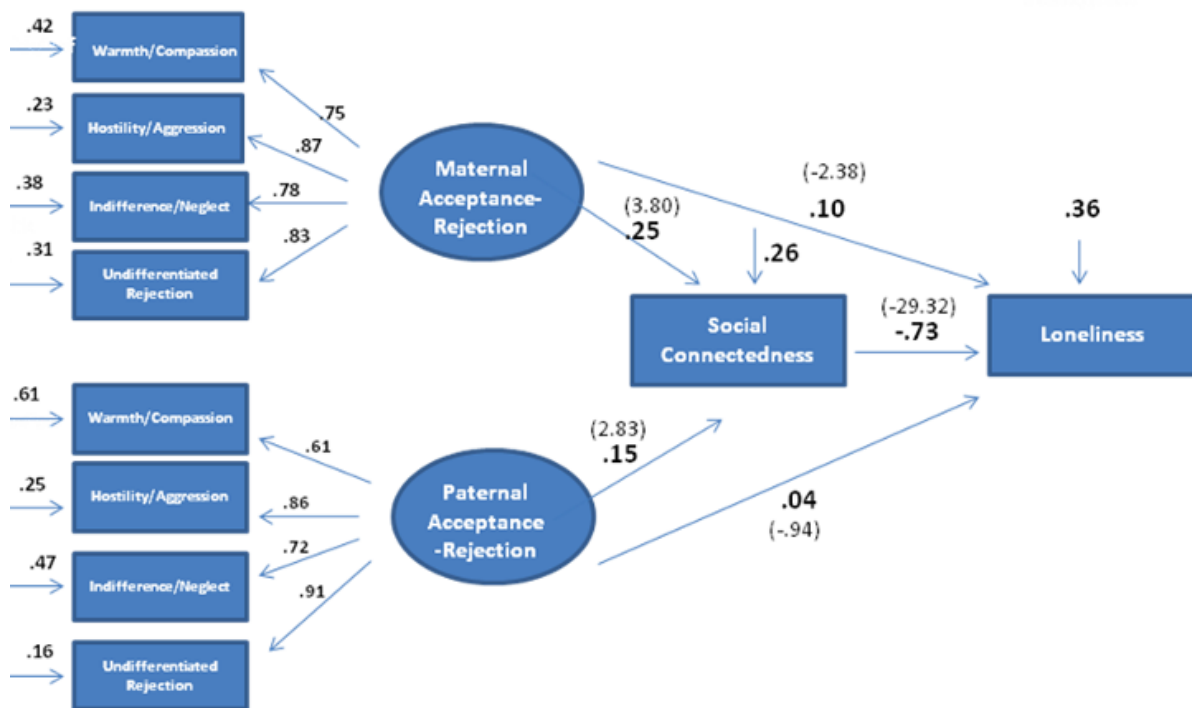 .42
Warmth/Compassion
.75
.23
Hostility/Aggression
.87
.38
Indifference/Neglect
.78
.31
Undifferentiated
Rejection
.83
Maternal
Acceptance-
Rejection
(3.80)
.25
(-2.38)
.10
.26
.36
Social
Connectedness
(-29.32)
-.73
Loneliness
.61
Warmth/Compassion
.61
.25
Hostility/Aggression
.86
.47
Indifference/Neglect
.72
.16
Undifferentiated
Rejection
.91
Paternal
Acceptance
-Rejection
(2.83)
.15
.04
(-.94)